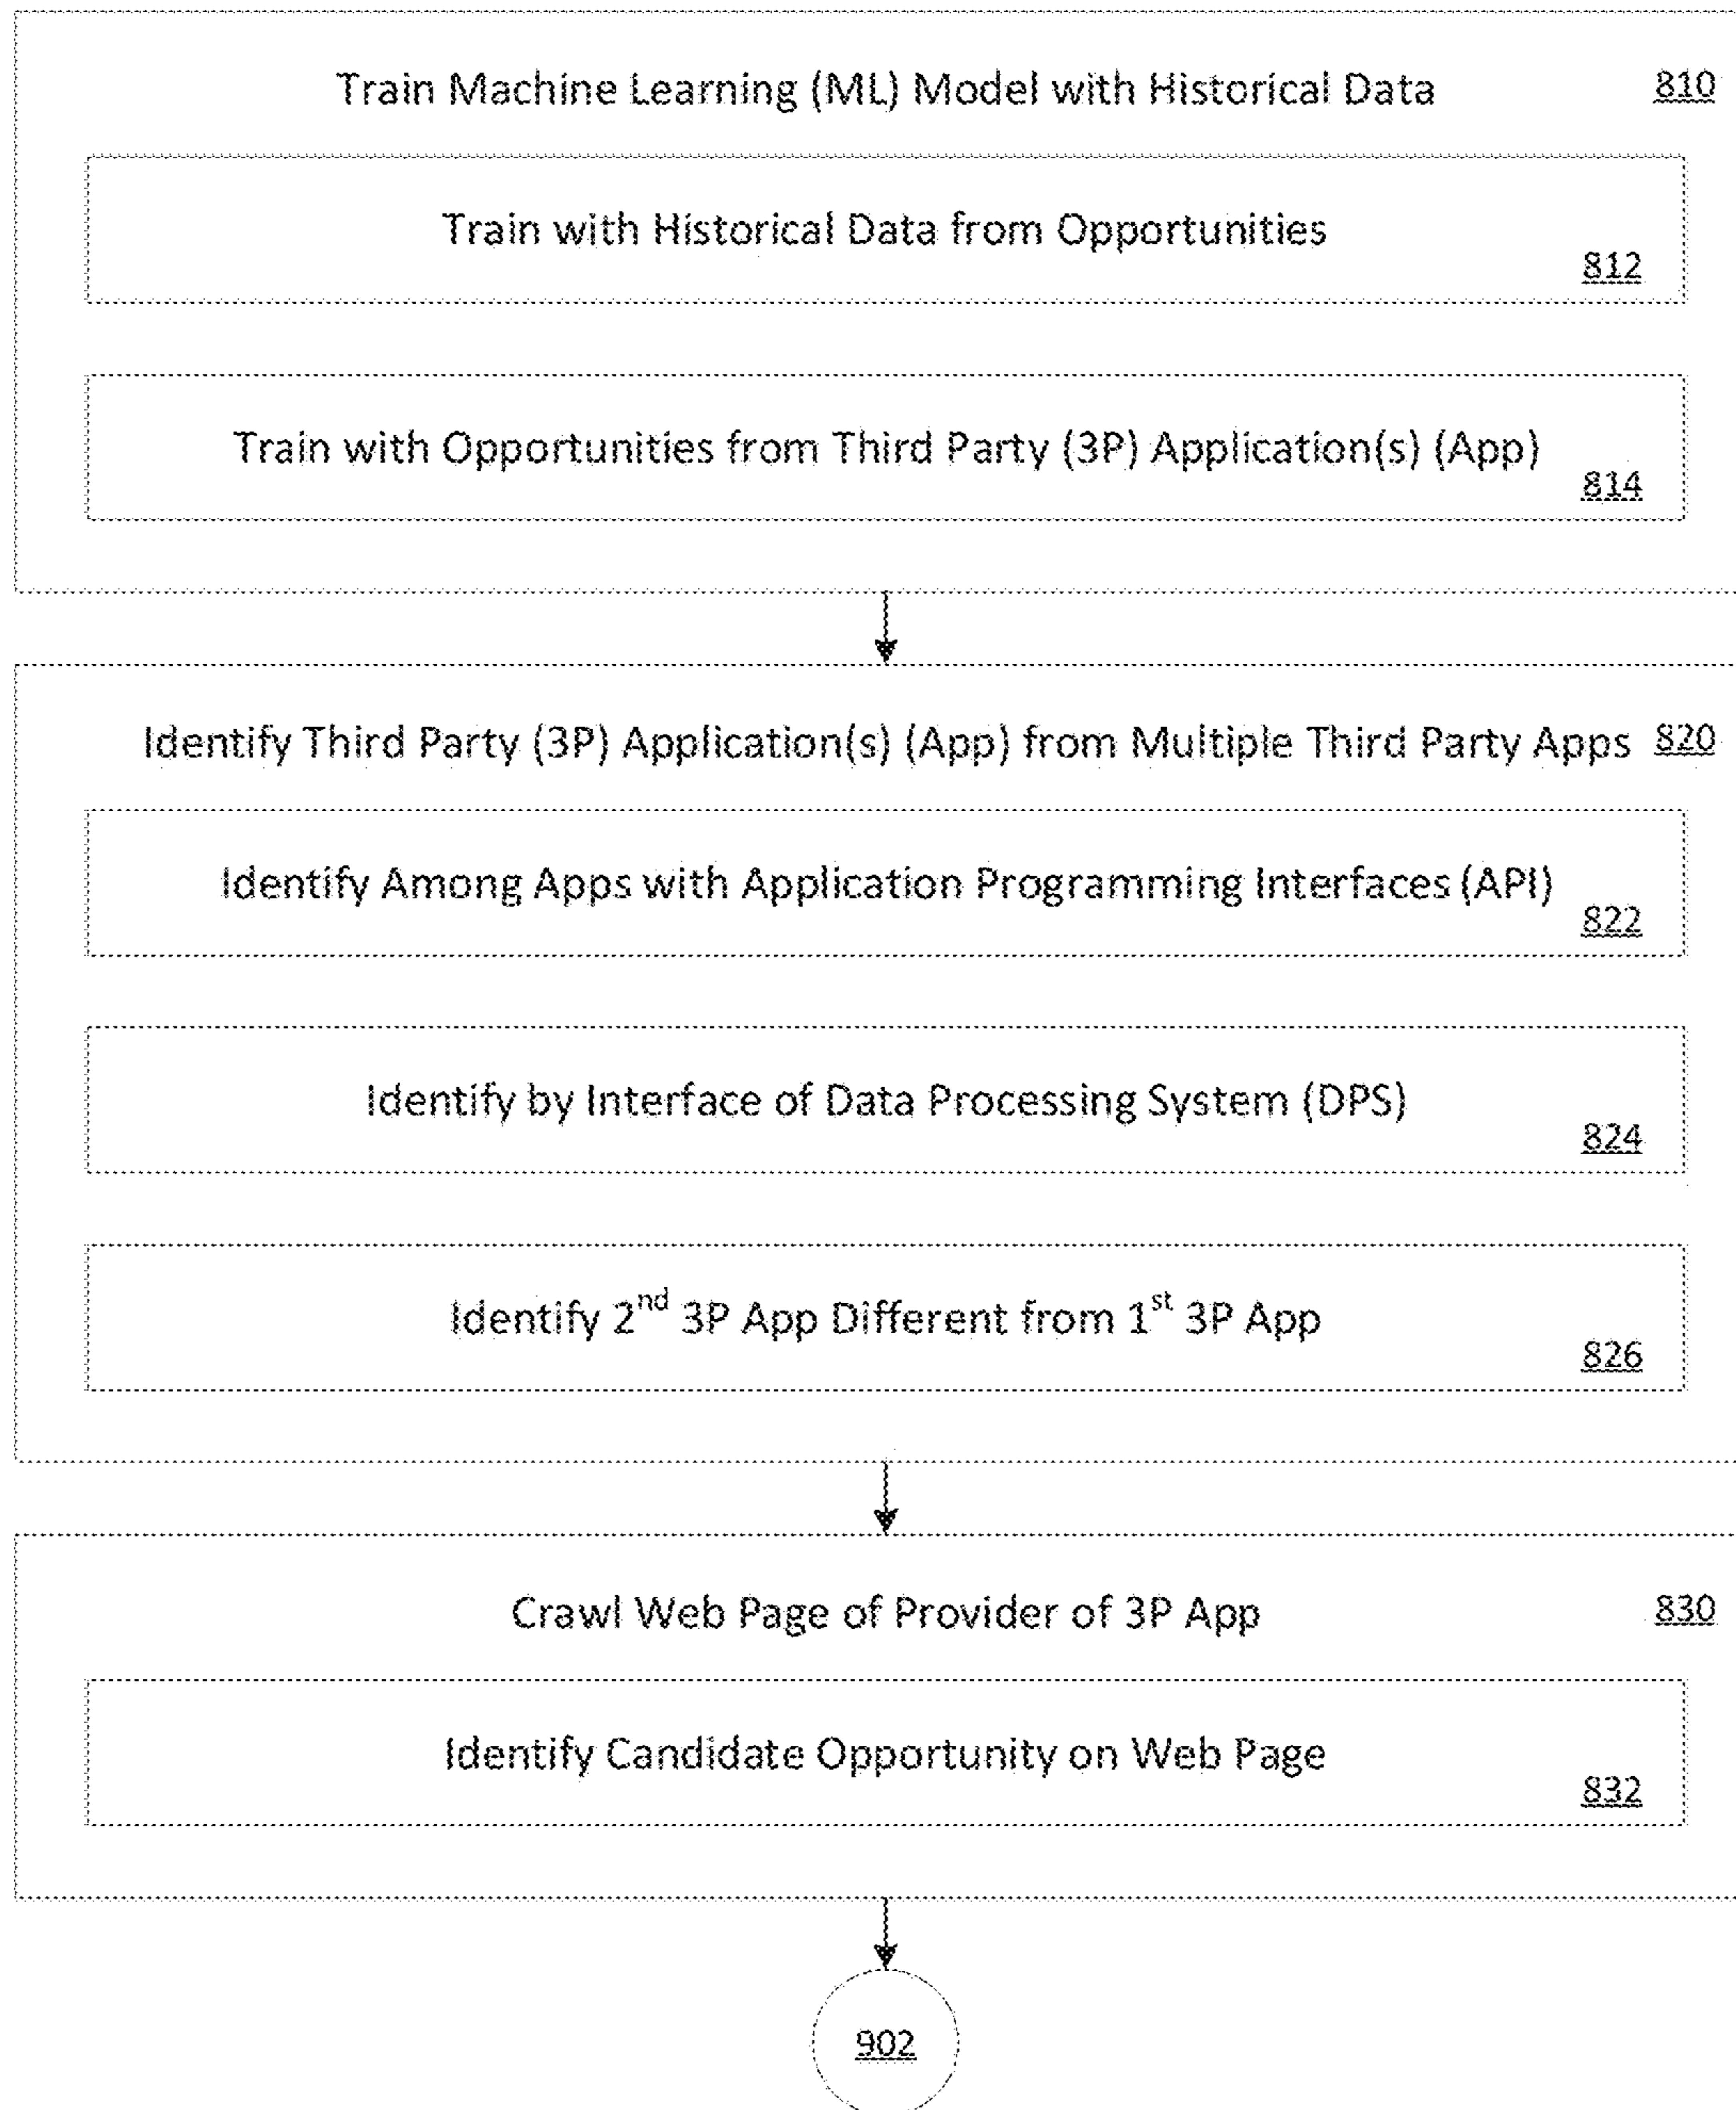 Train Machine Learning (ML) Model with Historical Data 810
Train with Historical Data from Opportunities
812
Train with Opportunities from Third Party (3P) Application(s) (App)
814
Identify Third Party (3P) Application(s) (App) from Multiple Third Party Apps 820
Identify Among Apps with Application Programming Interfaces (API)
822
Identify by Interface of Data Processing System (DPS)
824
Identify 2nd 3P App Different from 1st 3P App
826
Crawl Web Page of Provider of 3P App 830
Identify Candidate Opportunity on Web Page
832
902